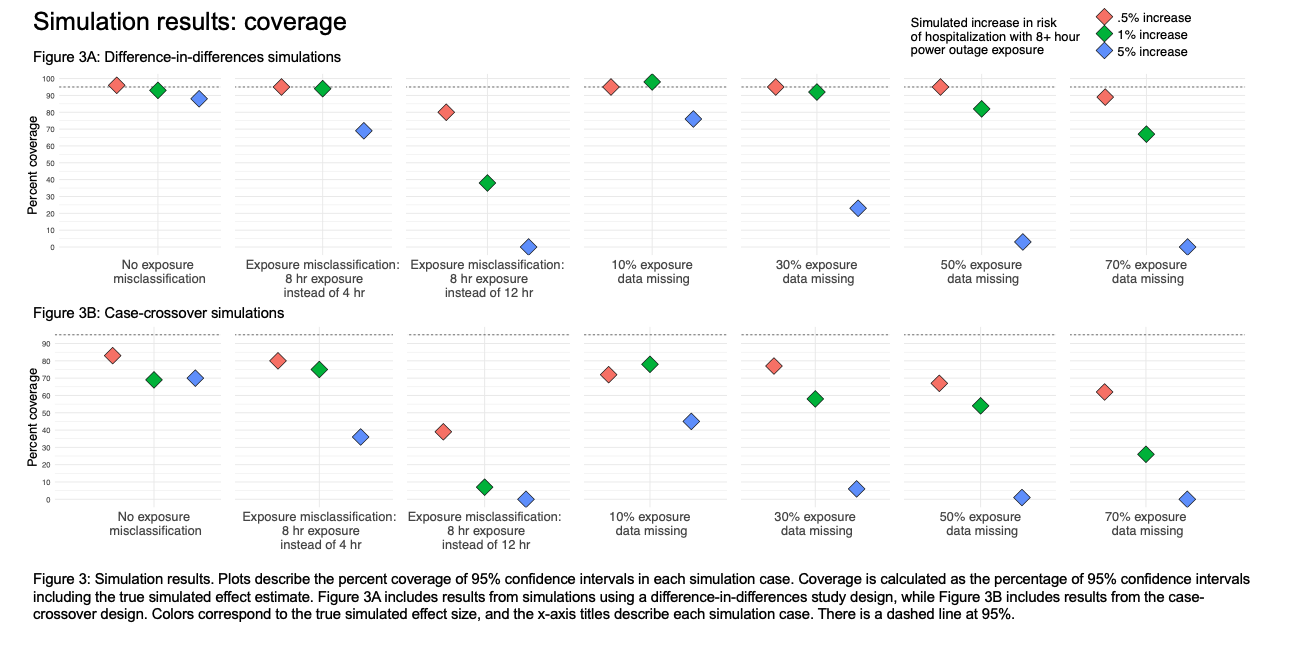 Simulation results: coverage
Simulated increase in risk
of hospitalization with 8+ hour
power outage exposure
.5% increase
1% increase
5% increase
Figure 3A: Difference-in-differences simulations
Percent coverage
100
90
80
70
60
50
40
30
20
10
0
No exposure
misclassification
Exposure misclassification:
8 hr exposure
instead of 4 hr
Exposure misclassification:
8 hr exposure
instead of 12 hr
10% exposure
data missing
30% exposure
data missing
50% exposure
data missing
70% exposure
data missing
Figure 3B: Case-crossover simulations
Percent coverage
90
80
70
60
50
40
30
20
10
0
No exposure
misclassification
Exposure misclassification:
8 hr exposure
instead of 4 hr
Exposure misclassification:
8 hr exposure
instead of 12 hr
10% exposure
data missing
30% exposure
data missing
50% exposure
data missing
70% exposure
data missing
Figure 3: Simulation results. Plots describe the percent coverage of 95% confidence intervals in each simulation case. Coverage is calculated as the percentage of 95% confidence intervals
including the true simulated effect estimate. Figure 3A includes results from simulations using a difference-in-differences study design, while Figure 3B includes results from the case-
crossover design. Colors correspond to the true simulated effect size, and the x-axis titles describe each simulation case. There is a dashed line at 95%.